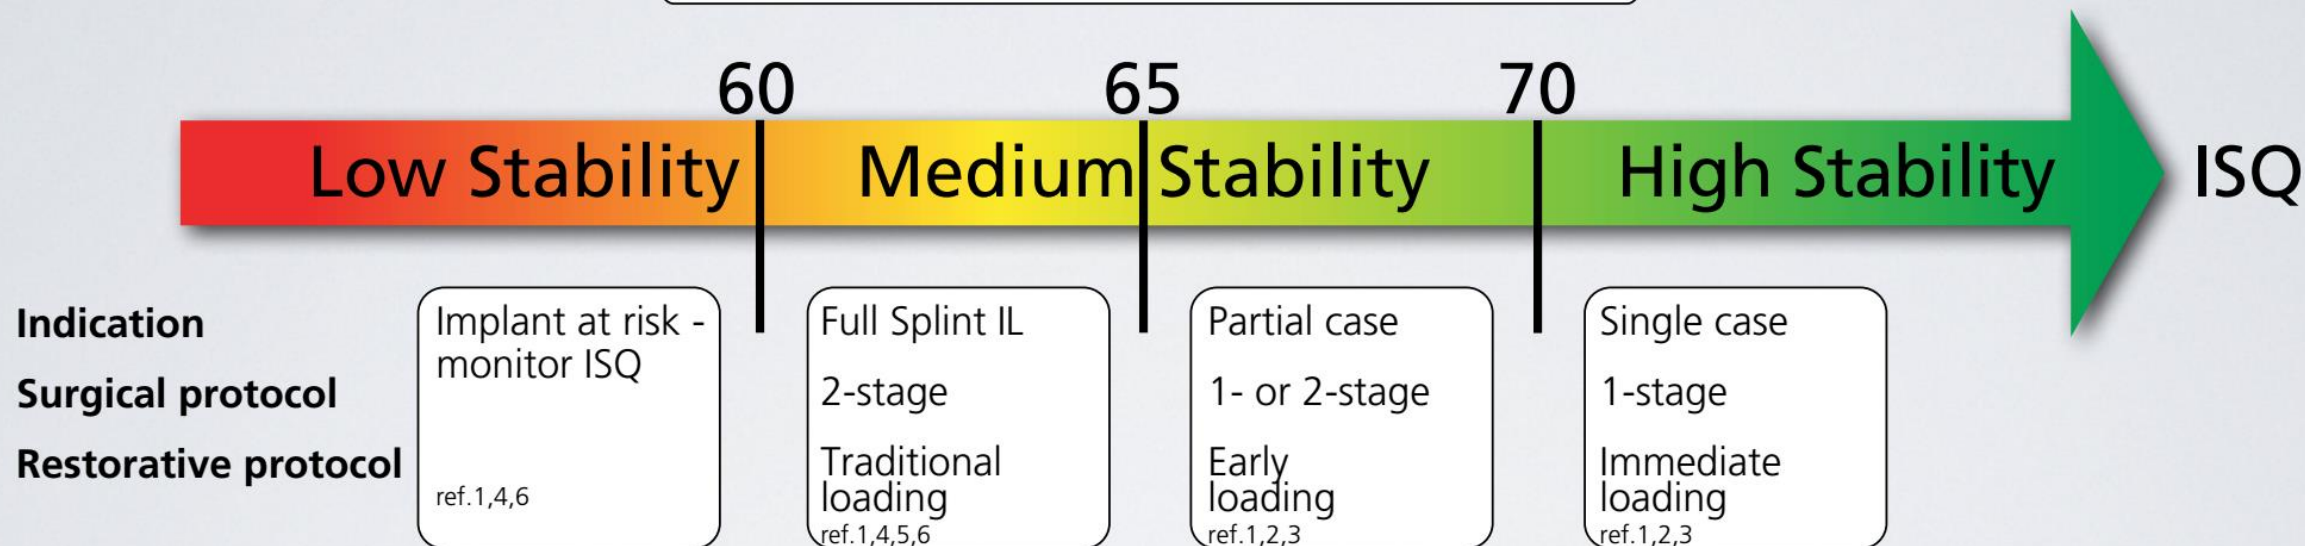 60 65 70
Low Stability Medium Stability High Stability ISQ
Indication
Surgical protocol
Restorative protocol
Implant at risk -
monitor ISQ
ref.1,4,6
Full Splint IL
2-stage
Traditional
loading
ref.1,4,5,6
Partial case
1- or 2-stage
Early
loading
ref.1,2,3
Single case
1-stage
Immediate
loading
ref.1,2,3